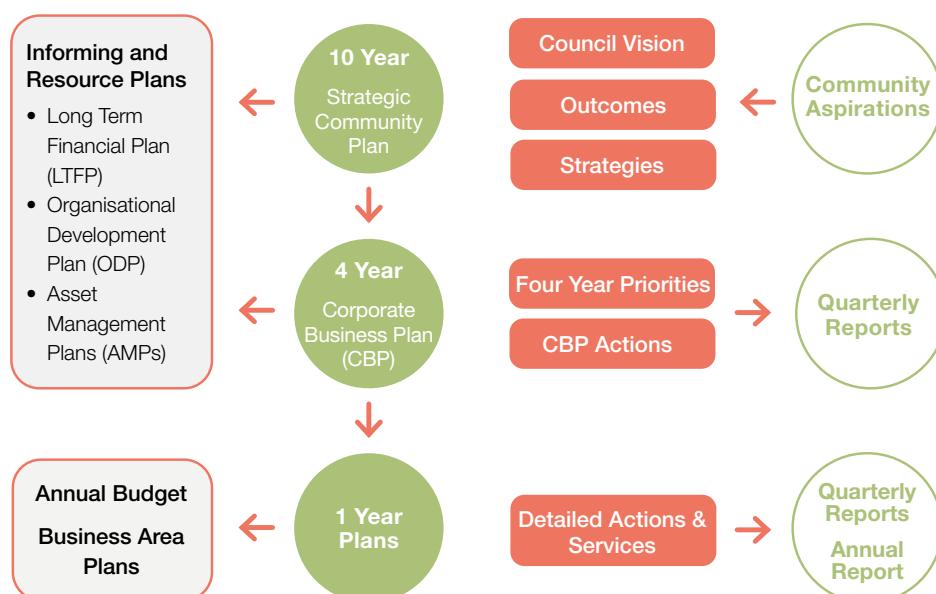 Informing and
Resource Plans
• Long Term
Financial Plan
(LTFP)
• Organisational
Development
Plan (ODP)
• Asset
Management
Plans (AMPs)
10 Year
Strategic
Community
Plan
Council Vision
Outcomes
Strategies
Community
Aspirations
4 Year
Corporate
Business Plan
(CBP)
Four Year Priorities
CBP Actions
Quarterly
Reports
Annual Budget
Business Area
Plans
1 Year
Plans
Detailed Actions &
Services
Quarterly
Reports
Annual
Report